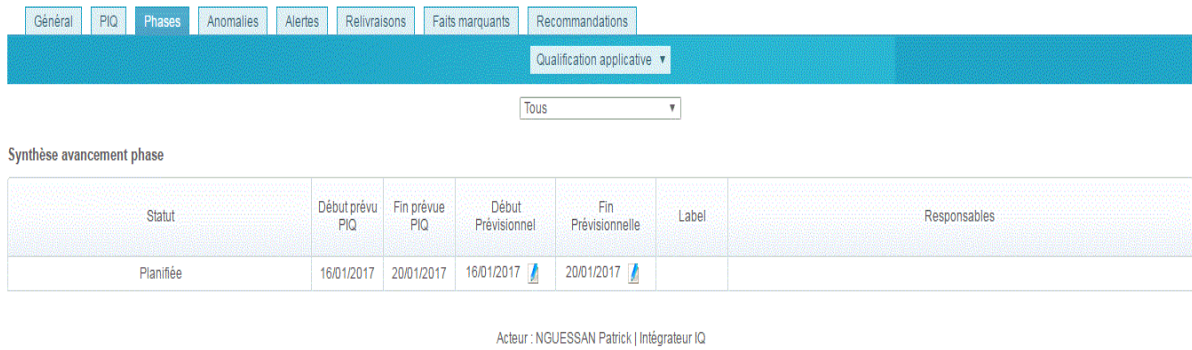 Général PIQ Phases Anomalies Alertes Relivraisons Faits marquants Recommandations
Qualification applicative
Tous
Synthèse avancement phase
Statut Début prévu PIQ Fin prévue PIQ Début Prévisionnel Fin Prévisionnelle Label Responsables
Planifiée 16/01/2017 20/01/2017 16/01/2017 20/01/2017
Acteur : NGUESSAN Patrick | Intégrateur IQ